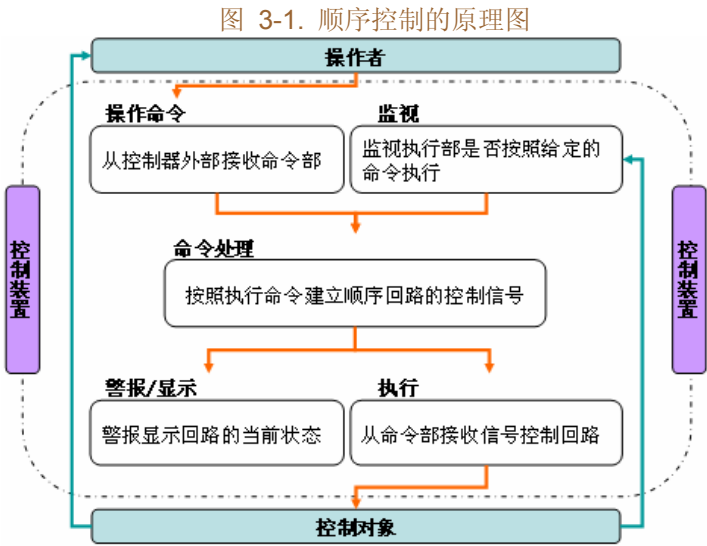 图 3-1. 顺序控制的原理图
操作者
操作命令
监视
从控制器外部接收命令部
监视执行部是否按照给定的
命令执行
控制装置
控制装置
命令处理
按照执行命令建立顺序回路的控制信号
警报/显示
执行
警报显示回路的当前状态
从命令部接收信号控制回路
控制对象